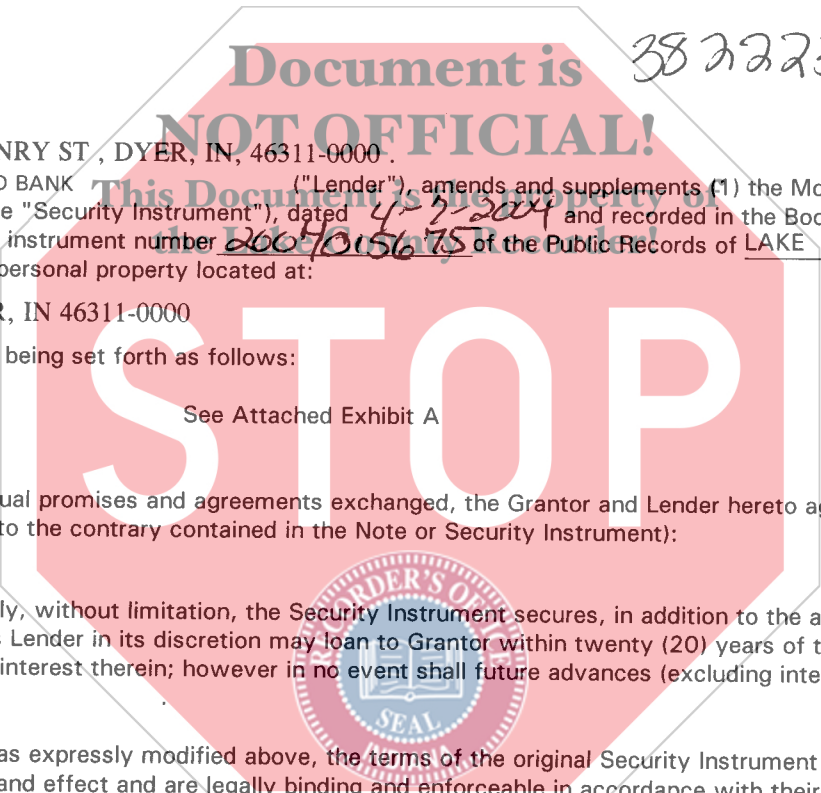 Document is
NOT OFFICIAL!
This Document is the property of
the Lake County Recorder!
STOP
38222
NRY ST , DYER, IN, 46311-0000 .
BANK ("Lender"), amends and supplements (1) the Mo
e "Security Instrument"), dated 4-3-2004 and recorded in the Boo
instrument number 2004015675 of the Public Records of LAKE
personal property located at:
R, IN 46311-0000
being set forth as follows:
See Attached Exhibit A
ual promises and agreements exchanged, the Grantor and Lender hereto ag
to the contrary contained in the Note or Security Instrument):
ly, without limitation, the Security Instrument secures, in addition to the a
s Lender in its discretion may loan to Grantor within twenty (20) years of t
interest therein; however in no event shall future advances (excluding inte
as expressly modified above, the terms of the original Security Instrument
and effect and are legally binding and enforceable in accordance with their
RECORDER'S OFFICE
SEAL
INDIANA